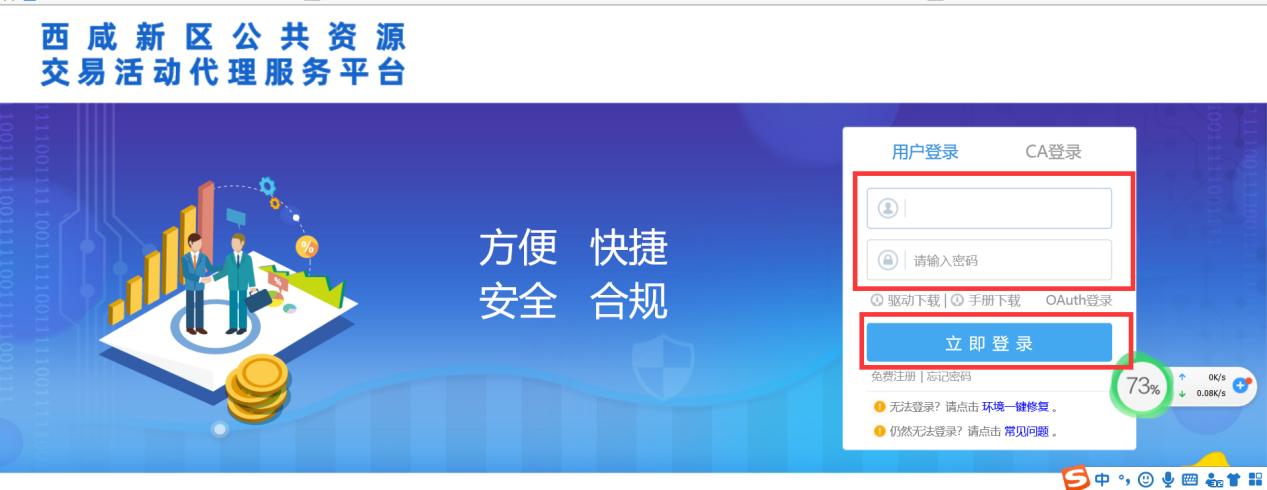 西咸新区公共资源
交易活动代理服务平台
用户登录 CA登录
方便 快捷
安全 合规
请输入密码
驱动下载 | 手册下载 OAuth登录
立即登录
免费注册 | 忘记密码
无法登录？请点击 环境一键修复 。
仍然无法登录？请点击 常见问题 。
73%
0K/s
0.08K/s
%
$
S 中